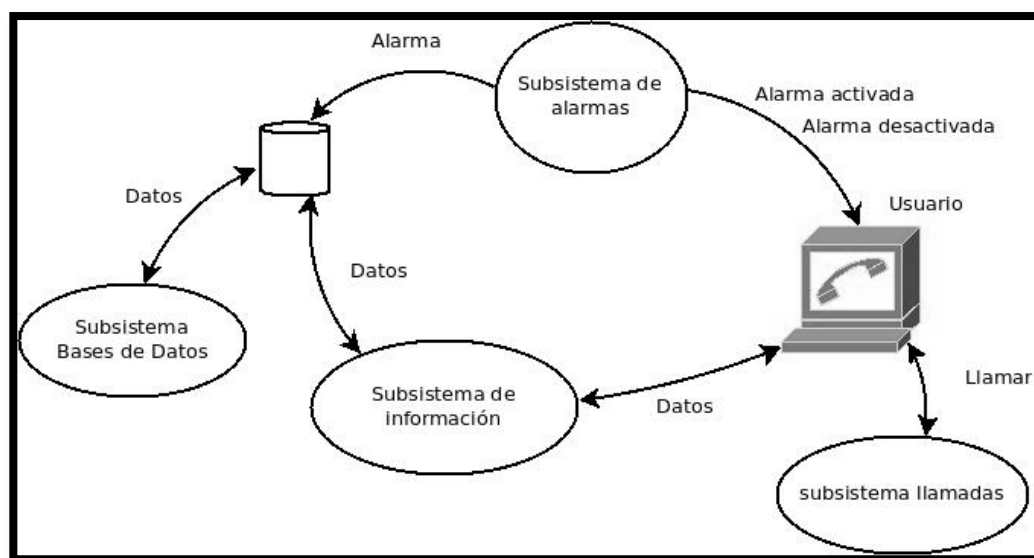 Alarma
Subsistema de
alarmas
Alarma activada
Alarma desactivada
Datos
Usuario
Datos
Subsistema
Bases de Datos
Subsistema de
información
Datos
Llamar
subsistema llamadas